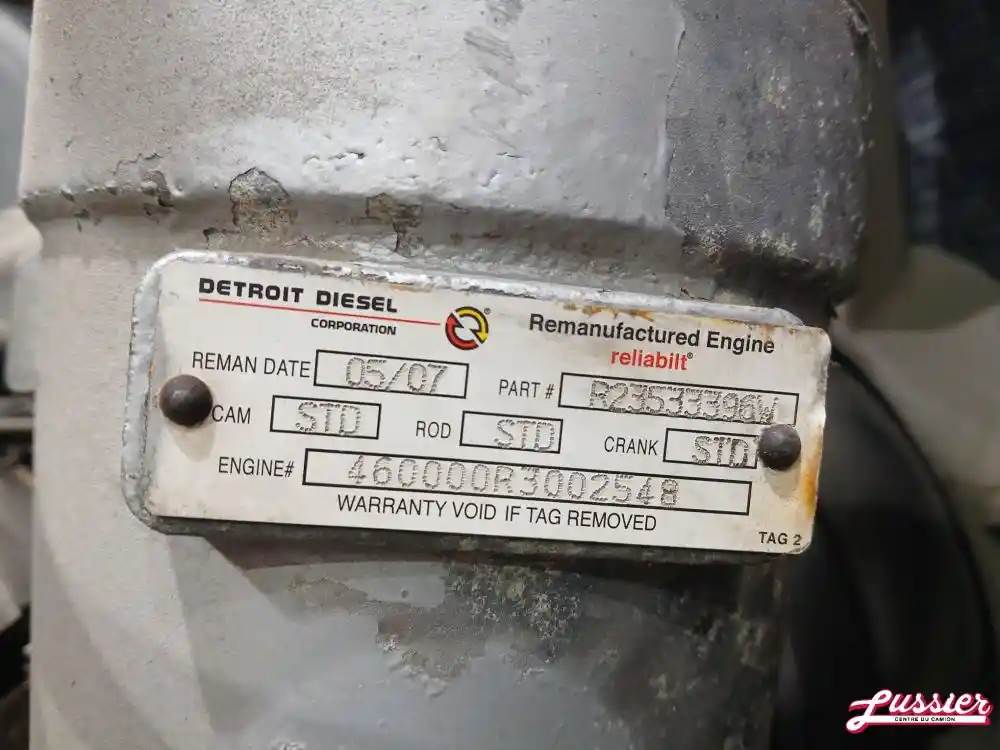 DETROIT DIESEL
CORPORATION
®
Remanufactured Engine
reliabilt®
REMAN DATE 05/07 PART # R23533396W
CAM STD ROD STD CRANK STD
ENGINE# 460000R3002548
WARRANTY VOID IF TAG REMOVED
TAG 2
Lussier
CENTRE DU CAMION